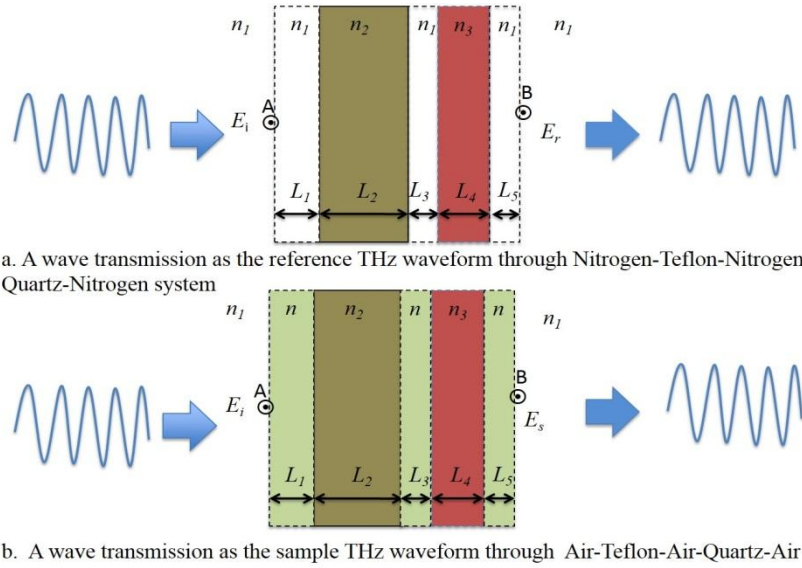 n1 n1 n2 n1 n3 n1 n1
A B
Ei Er
L1 L2 L3 L4 L5
a. A wave transmission as the reference THz waveform through Nitrogen-Teflon-Nitrogen
Quartz-Nitrogen system
n1 n n2 n n3 n n1
A B
Ei Es
L1 L2 L3 L4 L5
b. A wave transmission as the sample THz waveform through Air-Teflon-Air-Quartz-Air